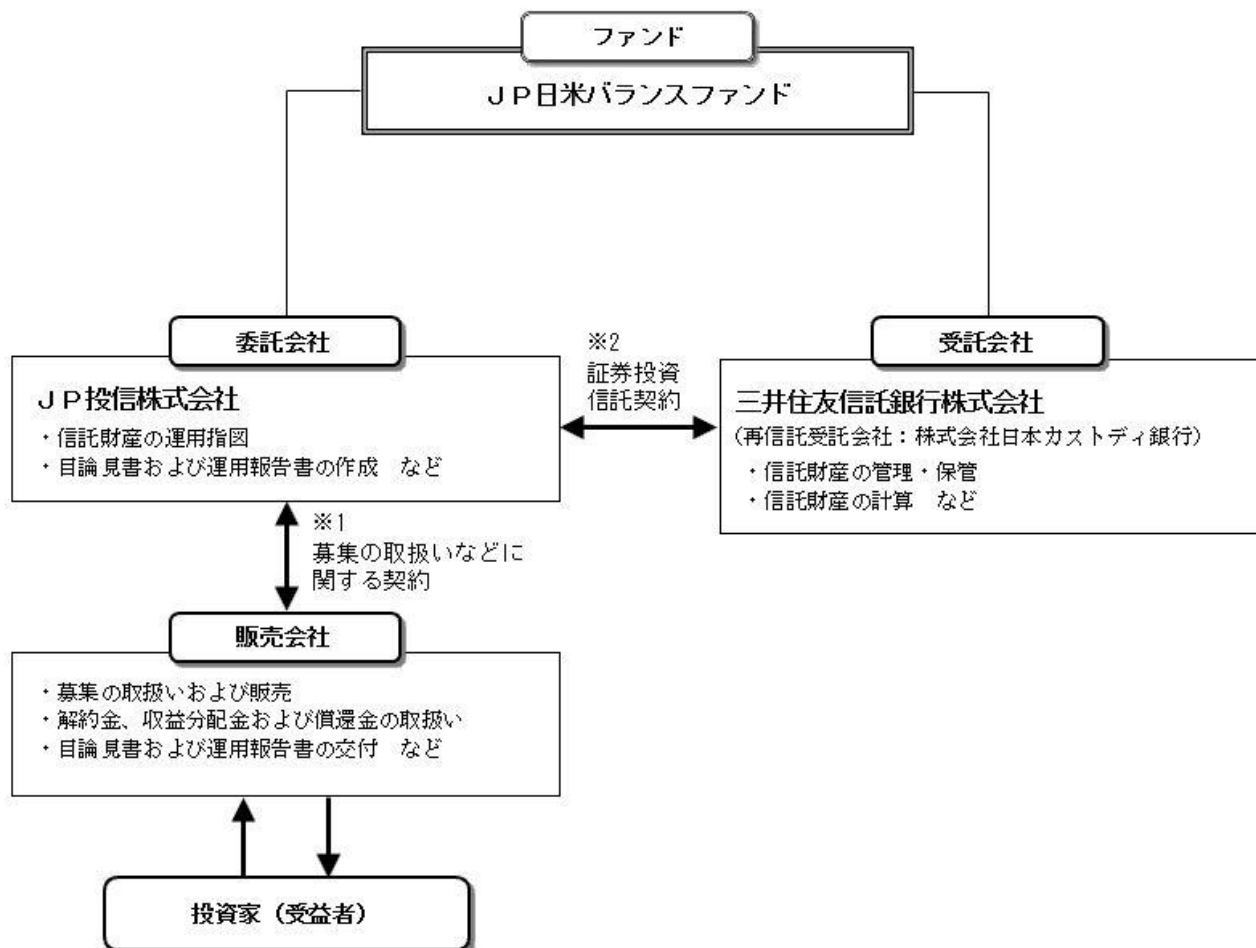 ファンド
JP日米バランスファンド
委託会社
JP投信株式会社
・信託財産の運用指図
・目論見書および運用報告書の作成 など
※2
証券投資
信託契約
受託会社
三井住友信託銀行株式会社
(再信託受託会社:株式会社日本カストディ銀行)
・信託財産の管理・保管
・信託財産の計算 など
※1
募集の取扱いなどに
関する契約
販売会社
・募集の取扱いおよび販売
・解約金、収益分配金および償還金の取扱い
・目論見書および運用報告書の交付 など
投資家(受益者)